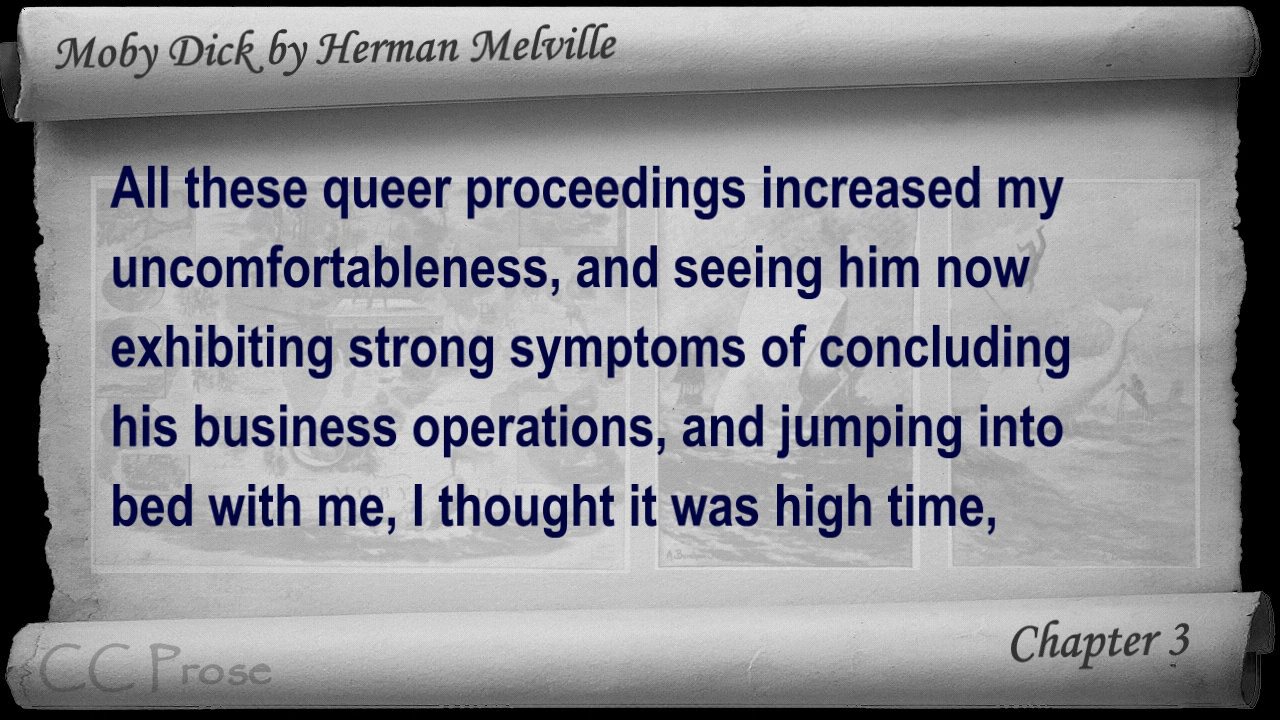 Moby Dick by Herman Melville
All these queer proceedings increased my
uncomfortableness, and seeing him now
exhibiting strong symptoms of concluding
his business operations, and jumping into
bed with me, I thought it was high time,
Chapter 3
CC Prose